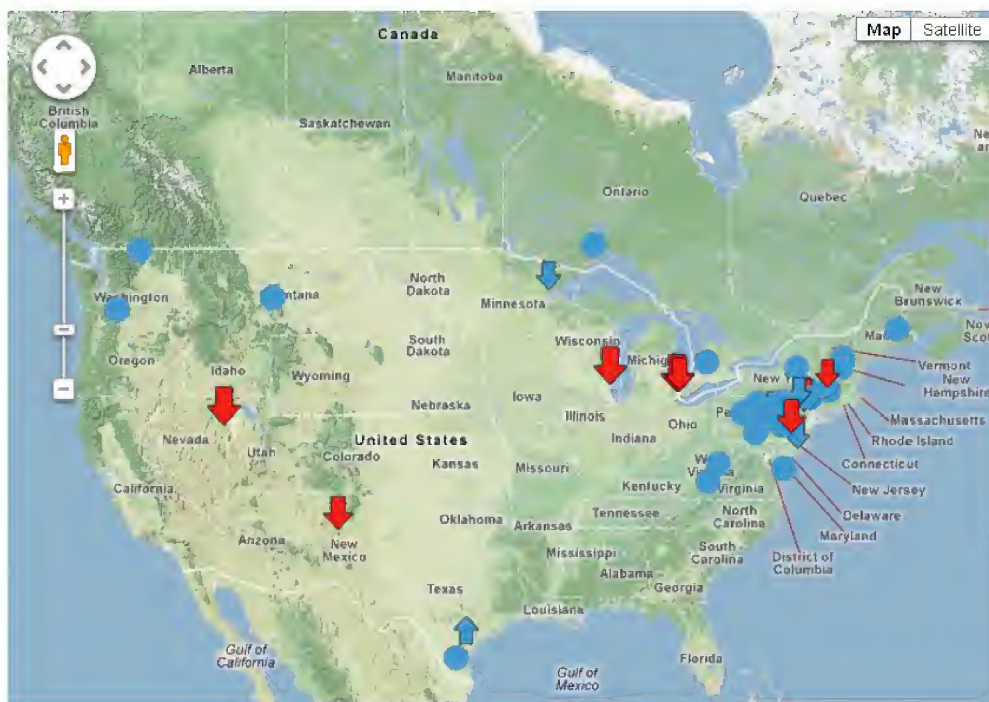 Canada
Map
Satellite
Alberta
Manitoba
British
Columbia
Saskatchewan
Ontario
Quebec
North
Dakota
Minnesota
New
Brunswick
Washington
Oregon
Idaho
Wyoming
South
Dakota
Wisconsin
Vermont
New
Hampshire
Nebraska
Iowa
Illinois
Indiana
Ohio
Massachusetts
Rhode Island
Connecticut
Nevada
Utah
United States
Colorado
Kansas
Missouri
Kentucky
Virginia
New Jersey
Delaware
Maryland
California
Arizona
New
Mexico
Oklahoma
Arkansas
Tennessee
North
Carolina
South
Carolina
Mississippi
Alabama
Georgia
District of
Columbia
Texas
Louisiana
Gulf of
California
Gulf of
Mexico
Florida